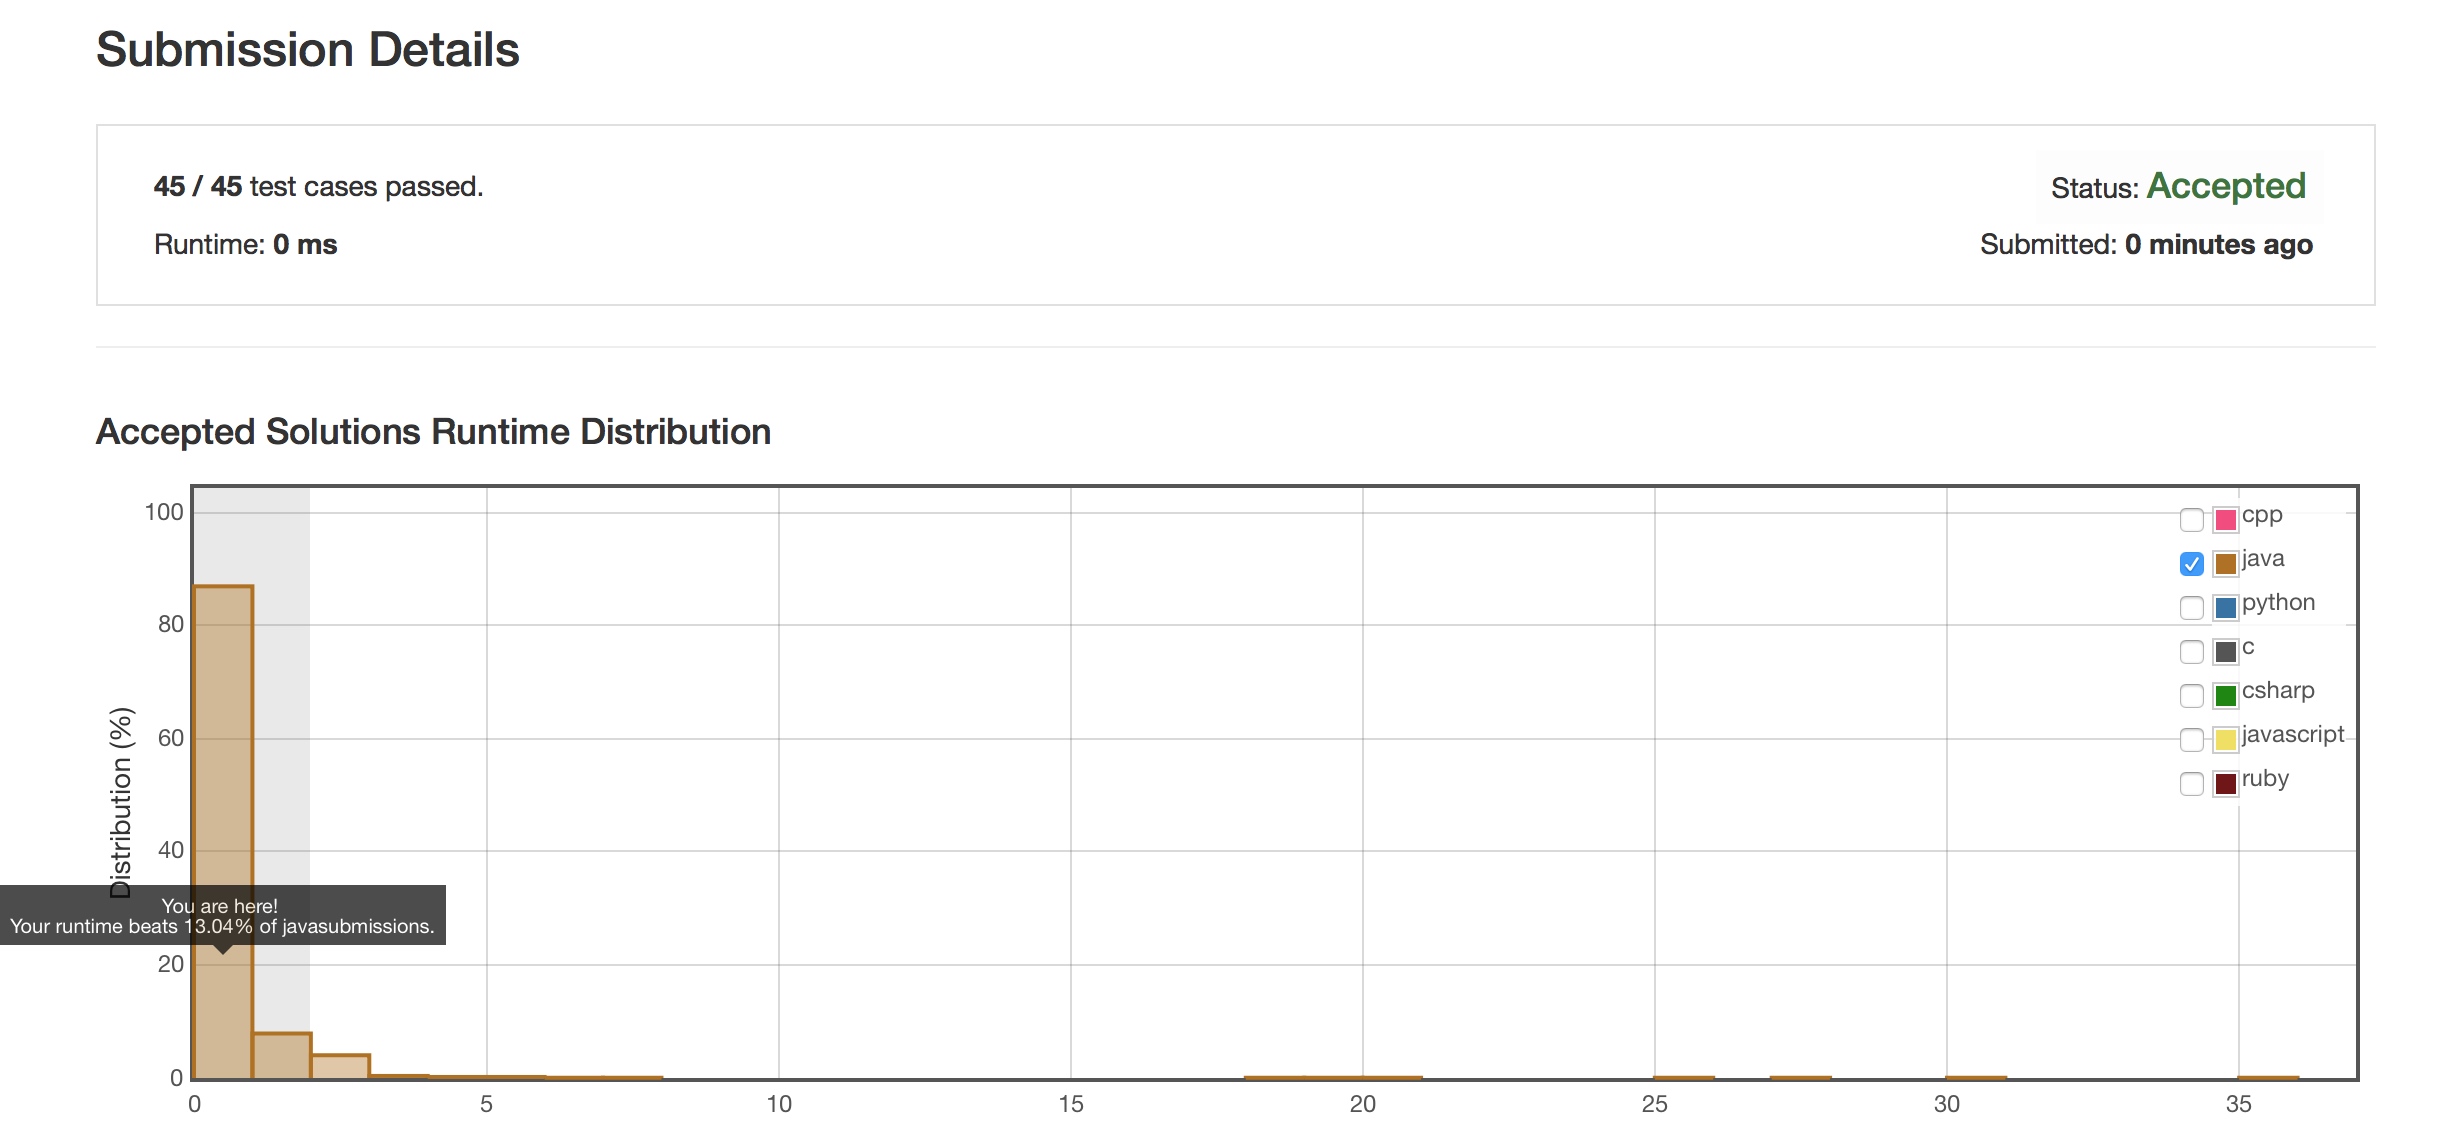 Submission Details
45 / 45 test cases passed.
Status: Accepted
Runtime: 0 ms
Submitted: 0 minutes ago
Accepted Solutions Runtime Distribution
100
80
60
40
20
0
Distribution (%)
You are here!
Your runtime beats 13.04% of javasubmissions.
cpp
java
python
c
csharp
javascript
ruby
0 5 10 15 20 25 30 35